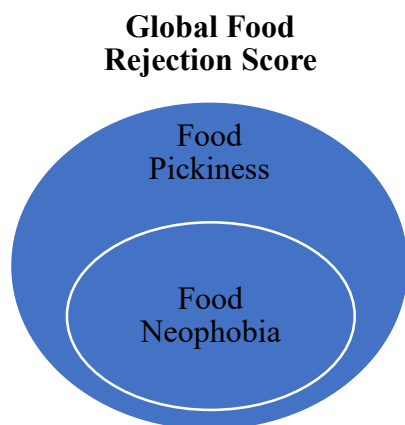 Global Food
Rejection Score
Food
Pickiness
Food
Neophobia